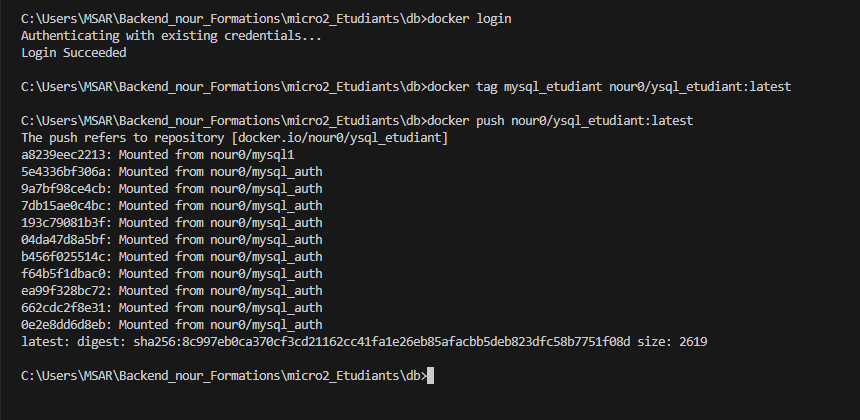 C:\Users\MSAR\Backend_nour_Formations\micro2_Etudiants\db>docker login
Authenticating with existing credentials...
Login Succeeded
C:\Users\MSAR\Backend_nour_Formations\micro2_Etudiants\db>docker tag mysql_etudiant nour0/ysql_etudiant:latest
C:\Users\MSAR\Backend_nour_Formations\micro2_Etudiants\db>docker push nour0/ysql_etudiant:latest
The push refers to repository [docker.io/nour0/ysql_etudiant]
a8239eec2213: Mounted from nour0/mysql1
5e4336bf306a: Mounted from nour0/mysql_auth
9a7bf98ce4cb: Mounted from nour0/mysql_auth
7db15ae0c4bc: Mounted from nour0/mysql_auth
193c79081b3f: Mounted from nour0/mysql_auth
04da47d8a5bf: Mounted from nour0/mysql_auth
b456f025514c: Mounted from nour0/mysql_auth
f64b5f1dbac0: Mounted from nour0/mysql_auth
ea99f328bc72: Mounted from nour0/mysql_auth
662cdc2f8e31: Mounted from nour0/mysql_auth
0e2e8dd6d8eb: Mounted from nour0/mysql_auth
latest: digest: sha256:8c997eb0ca370cf3cd21162cc41fa1e26eb85afacbb5deb823dfc58b7751f08d size: 2619
C:\Users\MSAR\Backend_nour_Formations\micro2_Etudiants\db>